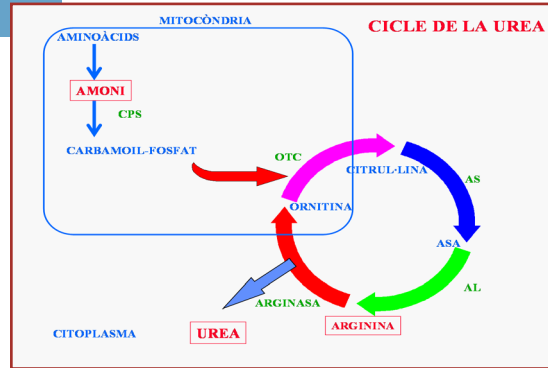 MITOCÒNDRIA
CICLE DE LA UREA
AMINOÀCIDS
AMONI
CPS
CARBAMOIL-FOSFAT
OTC
CITRUL·LINA
AS
ORNITINA
ASA
AL
ARGINASA
ARGININA
UREA
CITOPLASMA